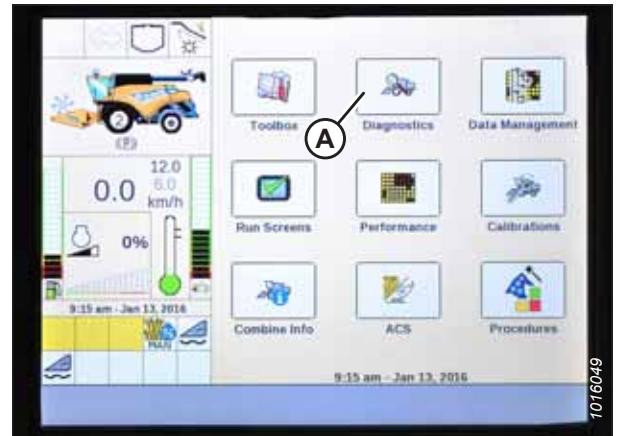 2
(P)
12.0
6.0
0.0
km/h
0%
9:15 am - Jan 13, 2016
MAN
Toolbox
Diagnostics
Data Management
A
Run Screens
Performance
Calibrations
Combine Info
ACS
Procedures
9:15 am - Jan 13, 2016
1016049